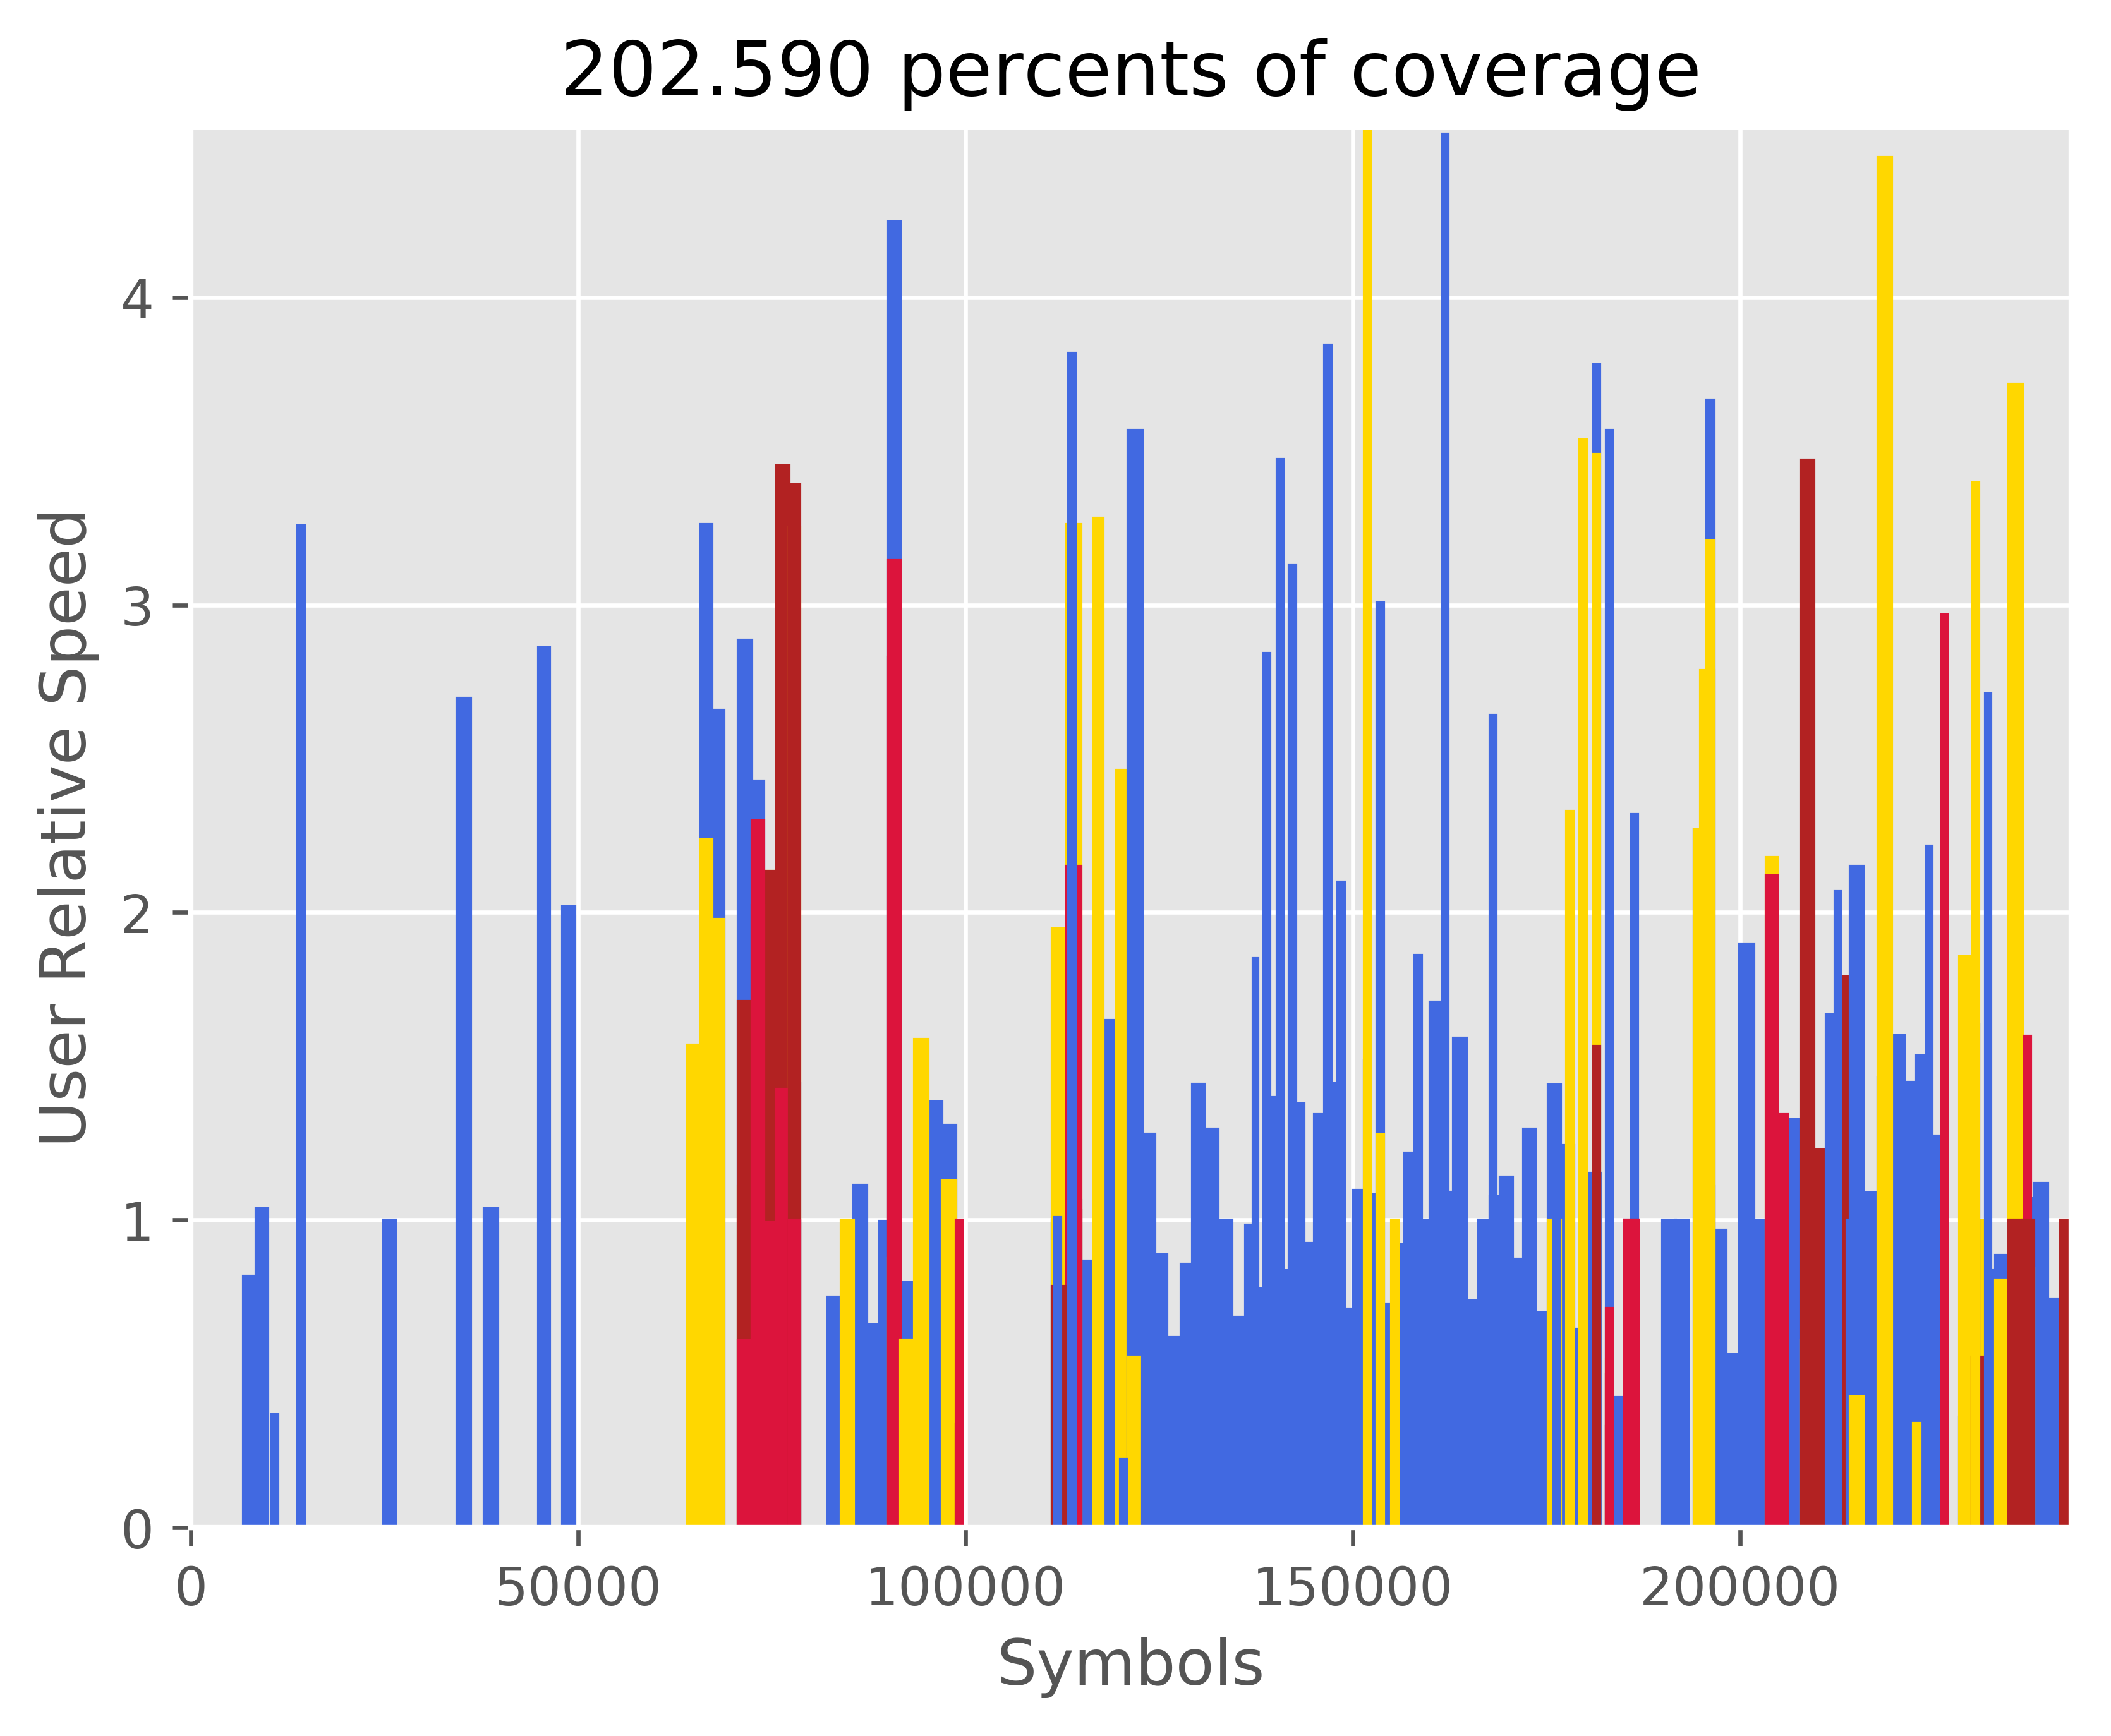 202.590 percents of coverage
User Relative Speed
4
3
2
1
0
0 50000 100000 150000 200000
Symbols